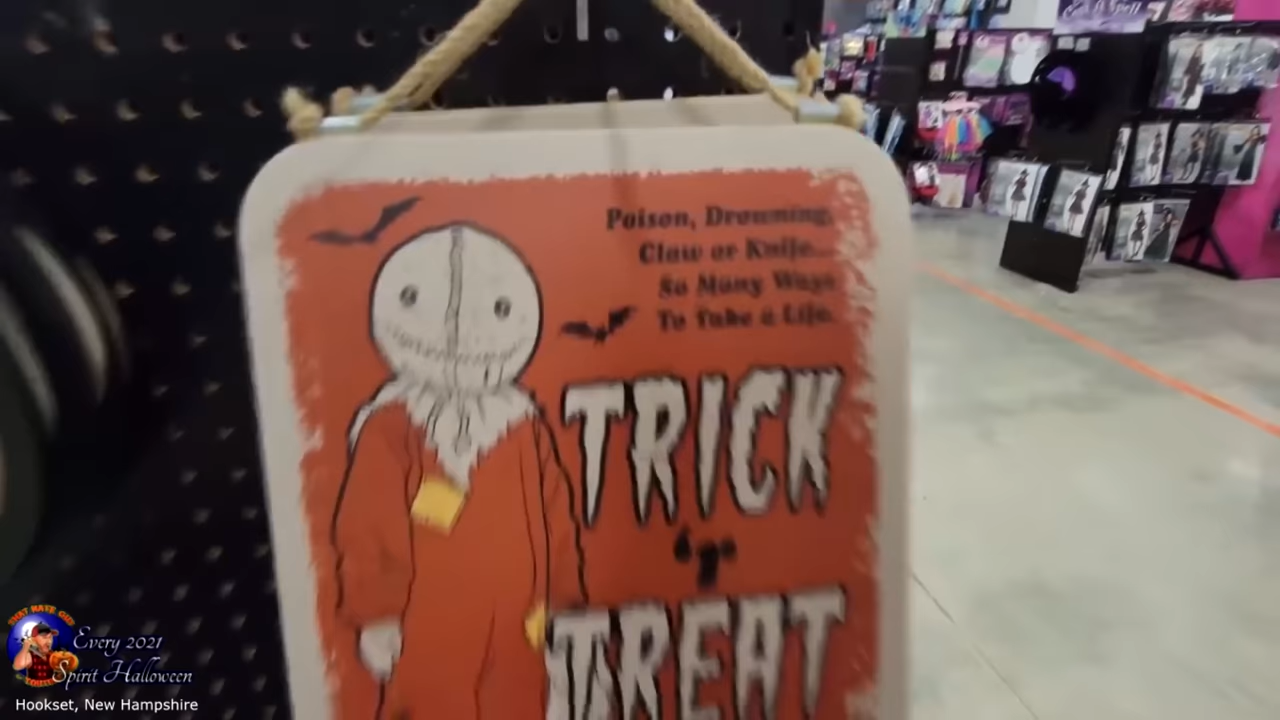 Poison, Drowning,
Claw or Knife...
So Many Ways
To Take a Life.
TRICK
'r'
TREAT
Every 2021
Spirit Halloween
Hookset, New Hampshire